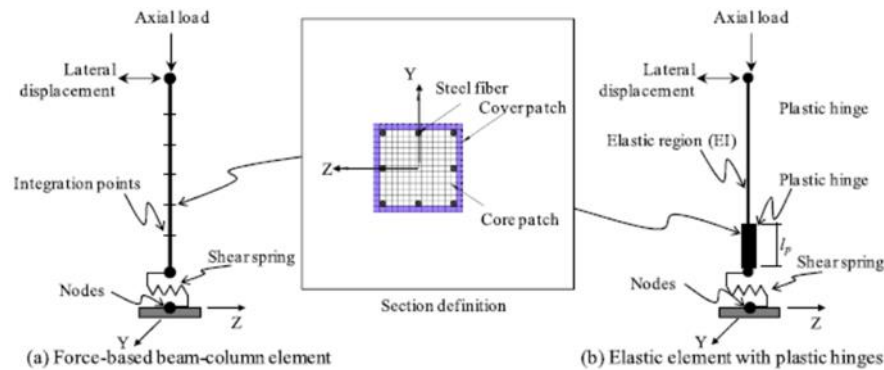 Axial load
Lateral
displacement
Integration points
Nodes
Shear spring
Z
Y
(a) Force-based beam-column element
Y
Steel fiber
Cover patch
Z
Core patch
Section definition
Axial load
Lateral
displacement
Plastic hinge
Elastic region (EI)
Plastic hinge
lp
Shear spring
Nodes
Z
Y
(b) Elastic element with plastic hinges